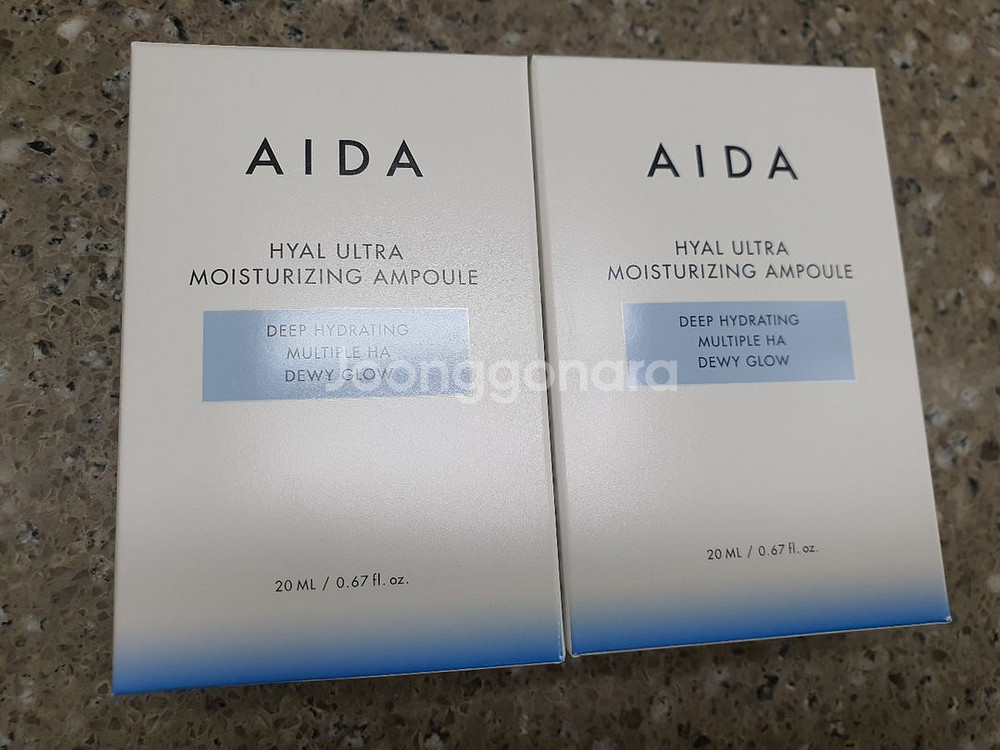 AIDA
HYAL ULTRA
MOISTURIZING AMPOULE
DEEP HYDRATING
MULTIPLE HA
DEWY GLOW
20 ML / 0.67 fl. oz.
AIDA
HYAL ULTRA
MOISTURIZING AMPOULE
DEEP HYDRATING
MULTIPLE HA
DEWY GLOW
20 ML / 0.67 fl. oz.
Joonggonara